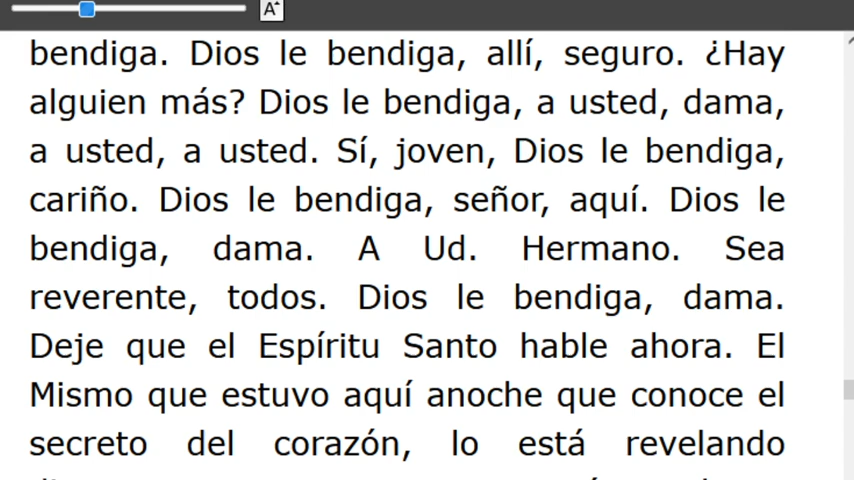 A
bendiga. Dios le bendiga, allí, seguro. ¿Hay
alguien más? Dios le bendiga, a usted, dama,
a usted, a usted. Sí, joven, Dios le bendiga,
cariño. Dios le bendiga, señor, aquí. Dios le
bendiga, dama. A Ud. Hermano. Sea
reverente, todos. Dios le bendiga, dama.
Deje que el Espíritu Santo hable ahora. El
Mismo que estuvo aquí anoche que conoce el
secreto del corazón, lo está revelando